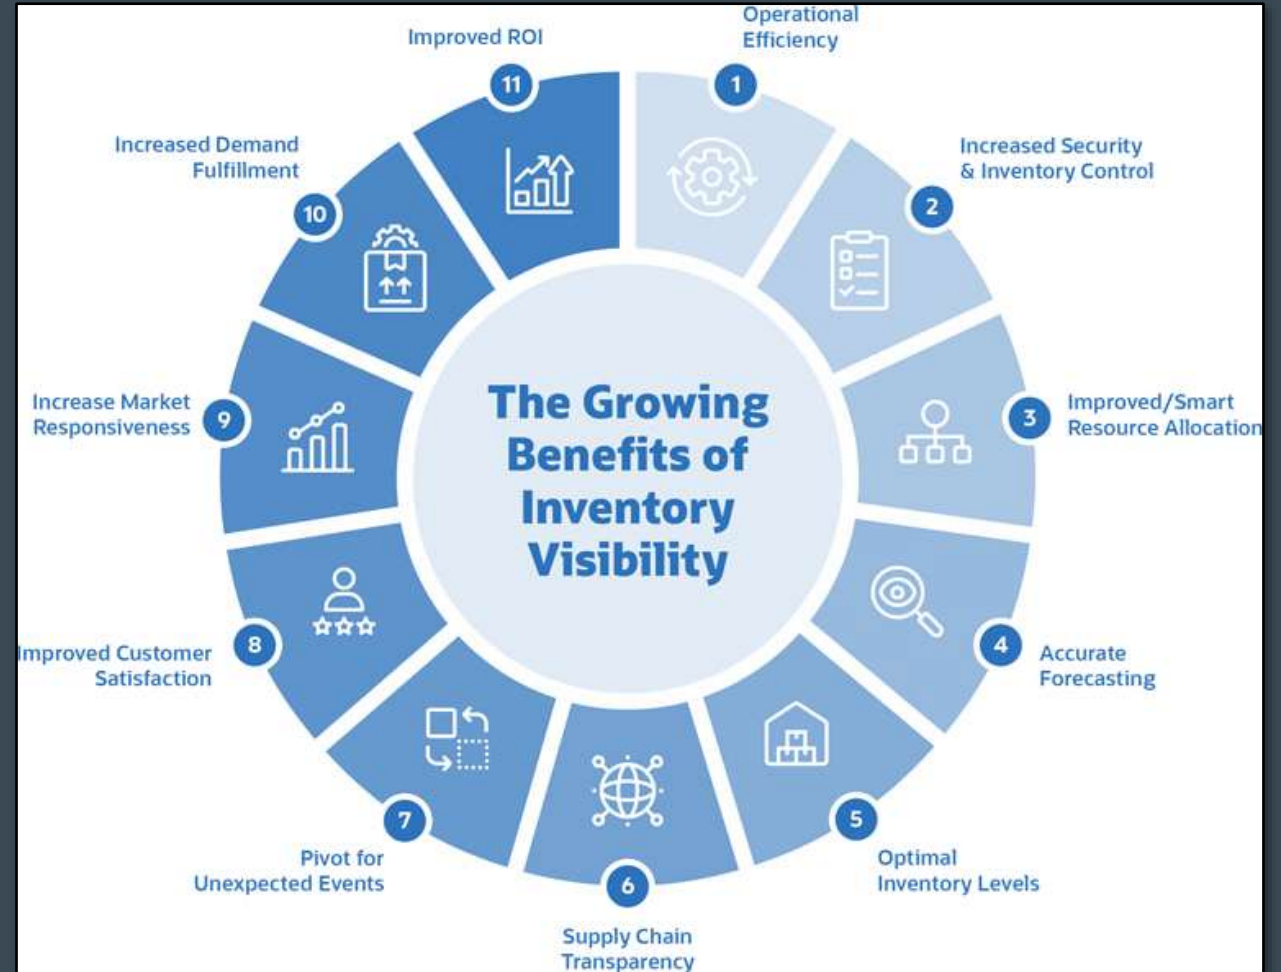 Operational
Efficiency
1
Increased Security
& Inventory Control
2
Improved/Smart
Resource Allocation
3
Accurate
Forecasting
4
Optimal
Inventory Levels
5
Supply Chain
Transparency
6
Pivot for
Unexpected Events
7
Improved Customer
Satisfaction
8
Increase Market
Responsiveness
9
Increased Demand
Fulfillment
10
Improved ROI
11
The Growing
Benefits of
Inventory
Visibility